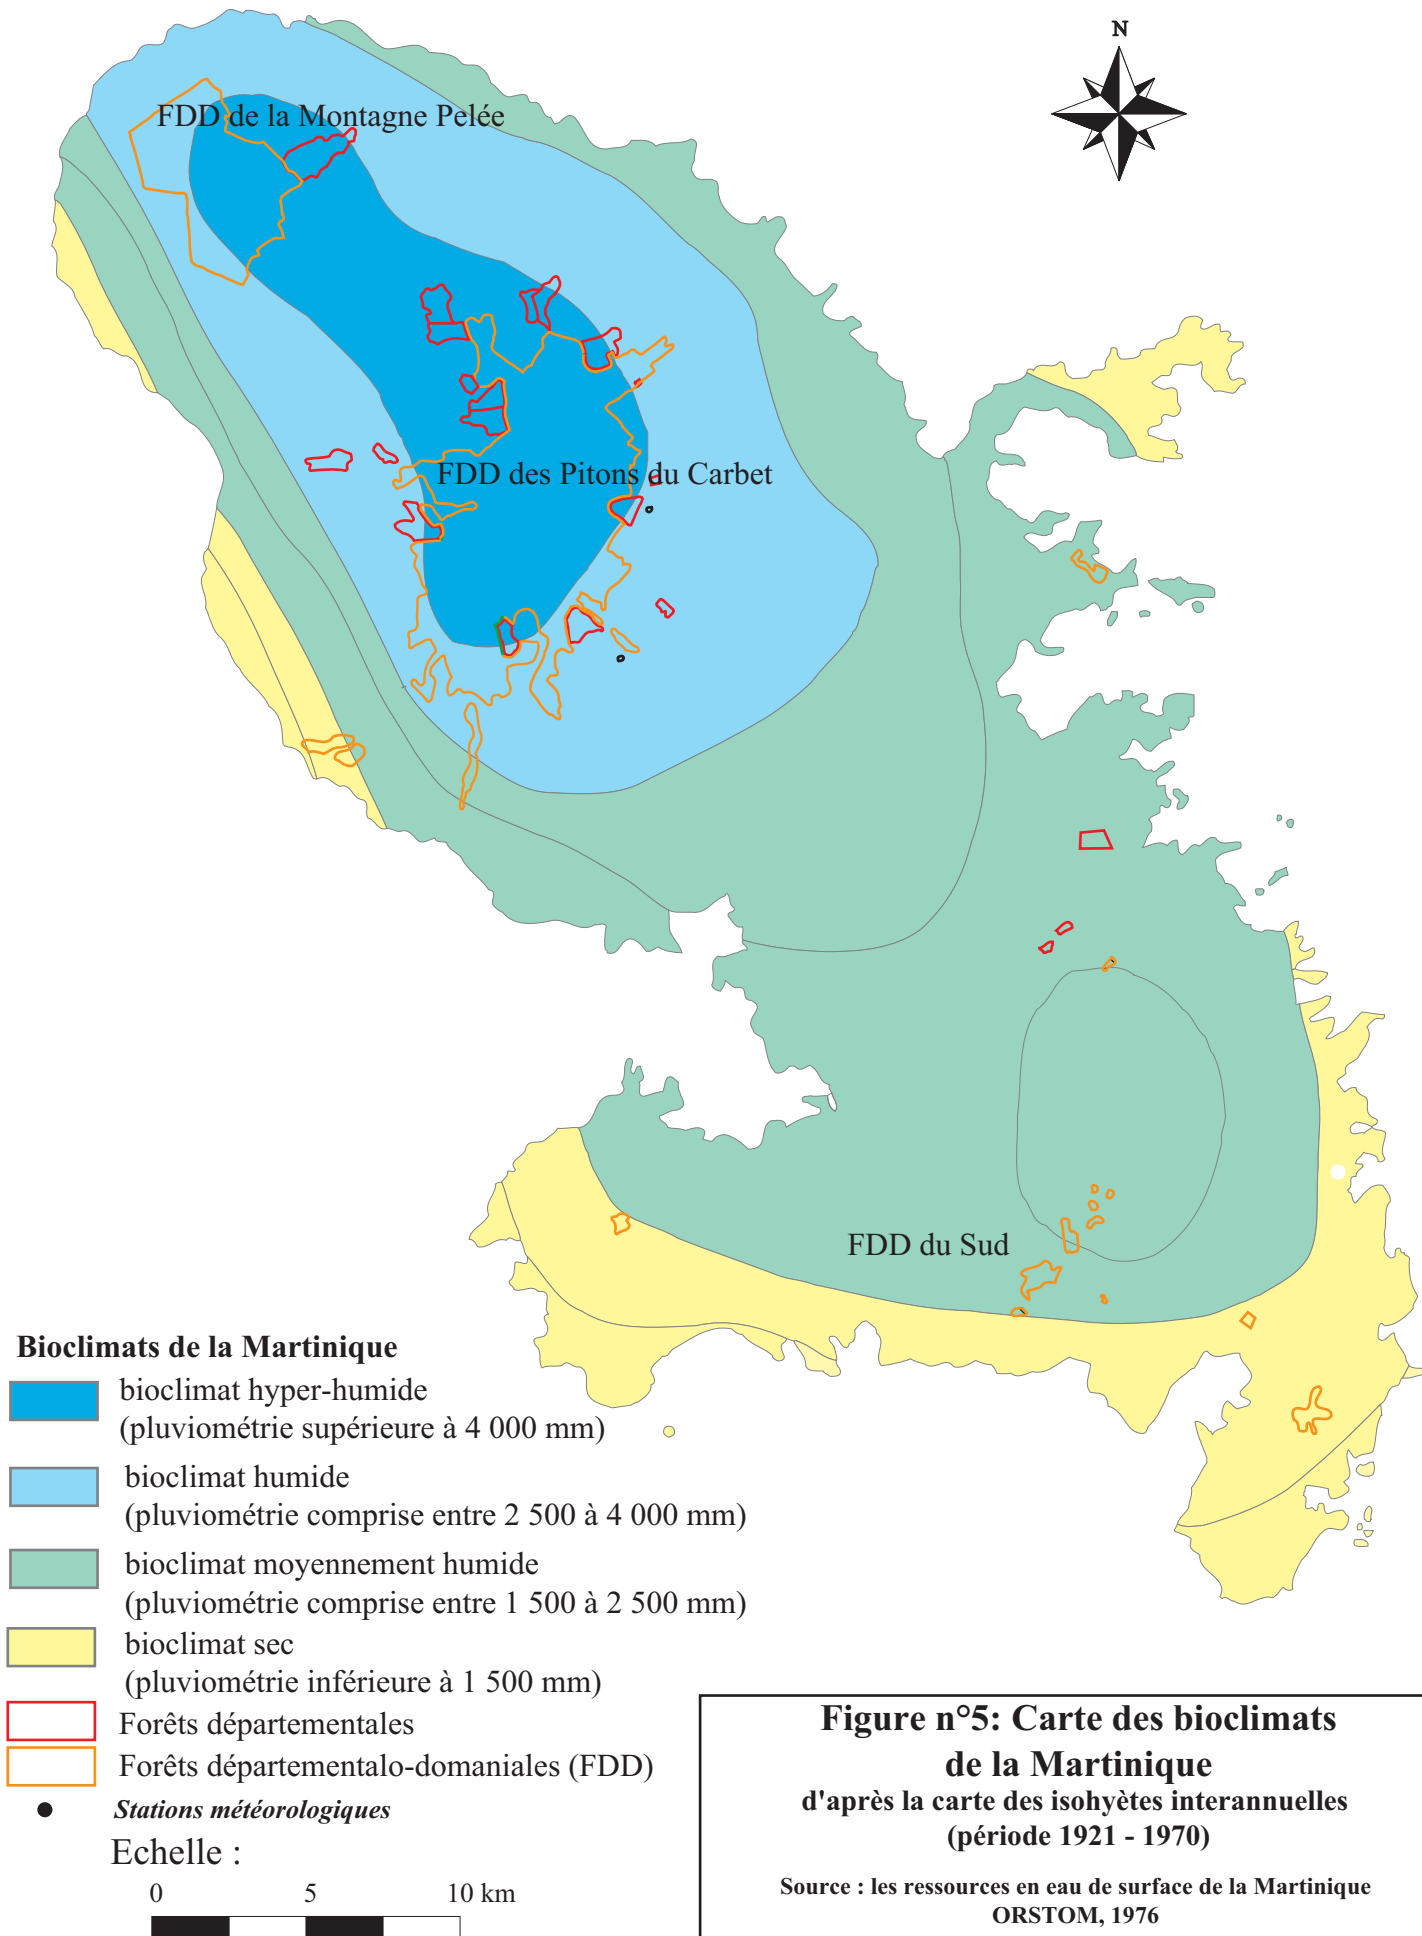 N
FDD de la Montagne Pelée
FDD des Pitons du Carbet
FDD du Sud
Bioclimats de la Martinique
bioclimat hyper-humide
(pluviométrie supérieure à 4 000 mm)
bioclimat humide
(pluviométrie comprise entre 2 500 à 4 000 mm)
bioclimat moyennement humide
(pluviométrie comprise entre 1 500 à 2 500 mm)
bioclimat sec
(pluviométrie inférieure à 1 500 mm)
Forêts départementales
Forêts départementalo-domaniales (FDD)
Stations météorologiques
Echelle :
0 5 10 km
Figure n°5: Carte des bioclimats
de la Martinique
d'après la carte des isohyètes interannuelles
(période 1921 - 1970)
Source : les ressources en eau de surface de la Martinique
ORSTOM, 1976